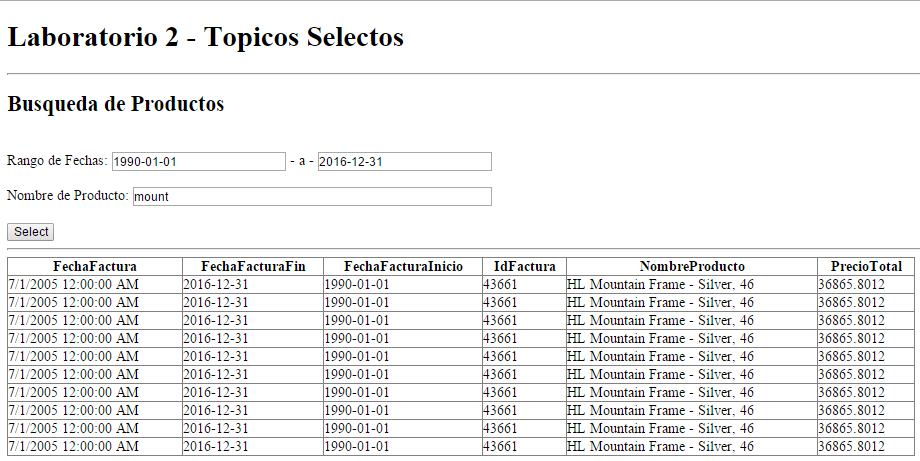 Laboratorio 2 - Topicos Selectos
Busqueda de Productos
Rango de Fechas: 1990-01-01 - a - 2016-12-31
Nombre de Producto: mount
Select
FechaFactura FechaFacturaFin FechaFacturaInicio IdFactura NombreProducto PrecioTotal
7/1/2005 12:00:00 AM 2016-12-31 1990-01-01 43661 HL Mountain Frame - Silver, 46 36865.8012
7/1/2005 12:00:00 AM 2016-12-31 1990-01-01 43661 HL Mountain Frame - Silver, 46 36865.8012
7/1/2005 12:00:00 AM 2016-12-31 1990-01-01 43661 HL Mountain Frame - Silver, 46 36865.8012
7/1/2005 12:00:00 AM 2016-12-31 1990-01-01 43661 HL Mountain Frame - Silver, 46 36865.8012
7/1/2005 12:00:00 AM 2016-12-31 1990-01-01 43661 HL Mountain Frame - Silver, 46 36865.8012
7/1/2005 12:00:00 AM 2016-12-31 1990-01-01 43661 HL Mountain Frame - Silver, 46 36865.8012
7/1/2005 12:00:00 AM 2016-12-31 1990-01-01 43661 HL Mountain Frame - Silver, 46 36865.8012
7/1/2005 12:00:00 AM 2016-12-31 1990-01-01 43661 HL Mountain Frame - Silver, 46 36865.8012
7/1/2005 12:00:00 AM 2016-12-31 1990-01-01 43661 HL Mountain Frame - Silver, 46 36865.8012
7/1/2005 12:00:00 AM 2016-12-31 1990-01-01 43661 HL Mountain Frame - Silver, 46 36865.8012